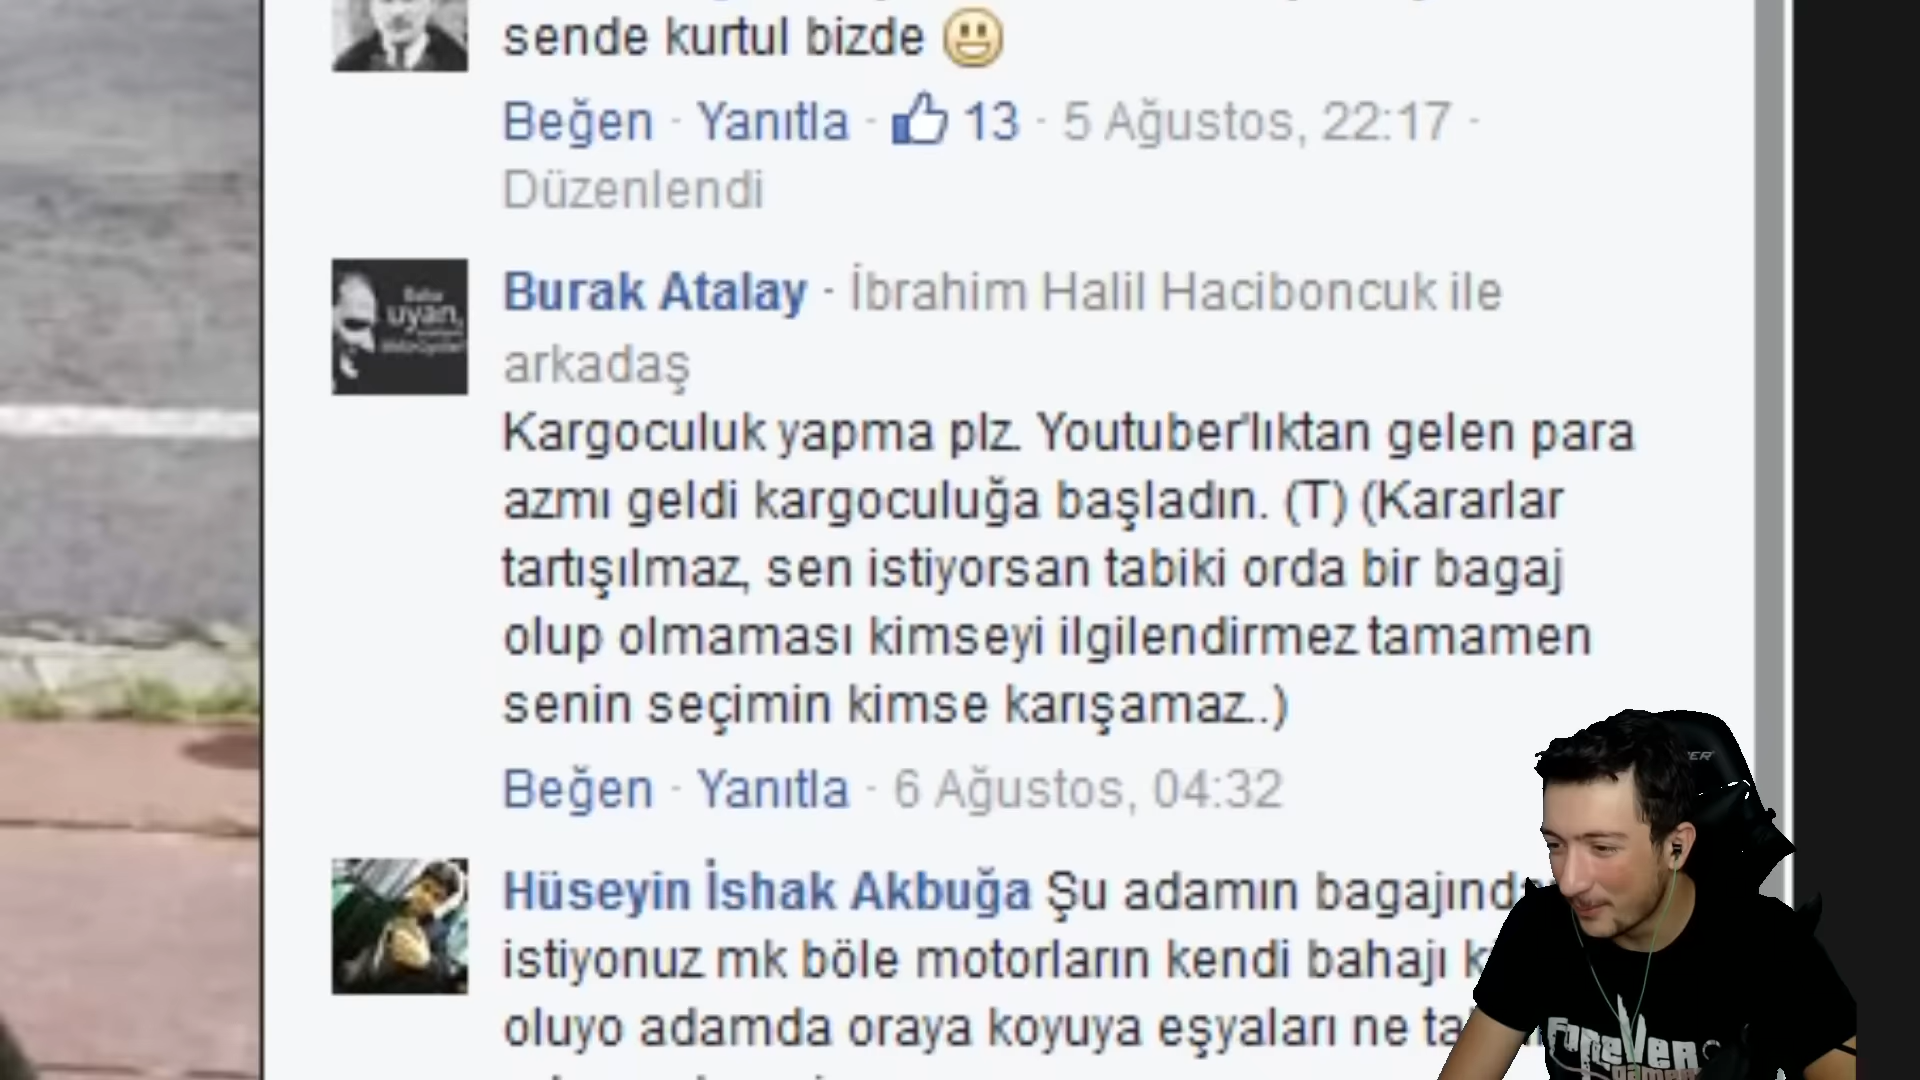 sende kurtul bizde
Beğen · Yanıtla · 13 · 5 Ağustos, 22:17 ·
Düzenlendi
uyan,
Burak Atalay · İbrahim Halil Haciboncuk ile
arkadaş
Kargoculuk yapma plz. Youtuber'lıktan gelen para
azmı geldi kargoculuğa başladın. (T) (Kararlar
tartışılmaz, sen istiyorsan tabiki orda bir bagaj
olup olmaması kimseyi ilgilendirmez tamamen
senin seçimin kimse karışamaz..)
Beğen · Yanıtla · 6 Ağustos, 04:32
Hüseyin İshak Akbuğa Şu adamın
istiyonuz mk böle motorların kendi bahajı
oluyo adamda oraya koyuya eşyaları ne
FOREVER
gamer